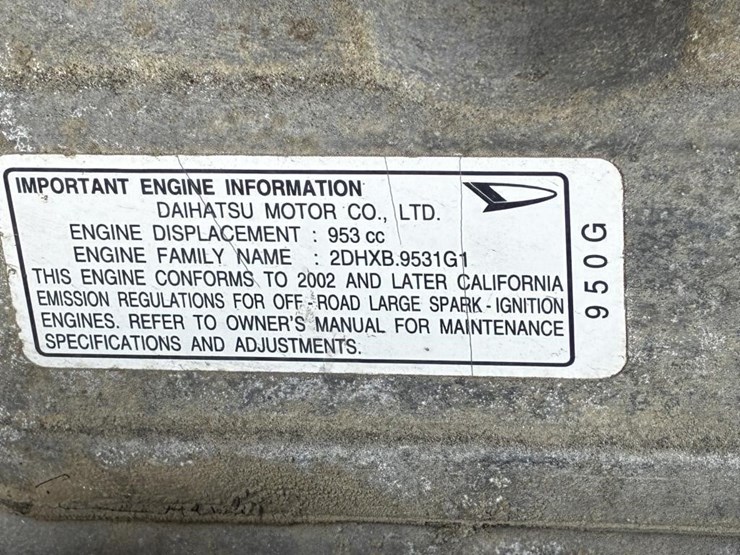 IMPORTANT ENGINE INFORMATION
DAIHATSU MOTOR CO., LTD.
ENGINE DISPLACEMENT : 953 cc
ENGINE FAMILY NAME : 2DHXB.9531G1
THIS ENGINE CONFORMS TO 2002 AND LATER CALIFORNIA
EMISSION REGULATIONS FOR OFF-ROAD LARGE SPARK-IGNITION
ENGINES. REFER TO OWNER'S MANUAL FOR MAINTENANCE
SPECIFICATIONS AND ADJUSTMENTS.
950G